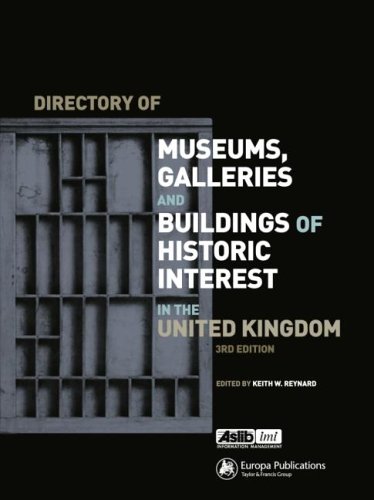 DIRECTORY OF
MUSEUMS,
GALLERIES
AND
BUILDINGS OF
HISTORIC
INTEREST
IN THE
UNITED KINGDOM
3RD EDITION
EDITED BY KEITH W. REYNARD
Aslib imi
INFORMATION MANAGEMENT
Europa Publications
Taylor & Francis Group